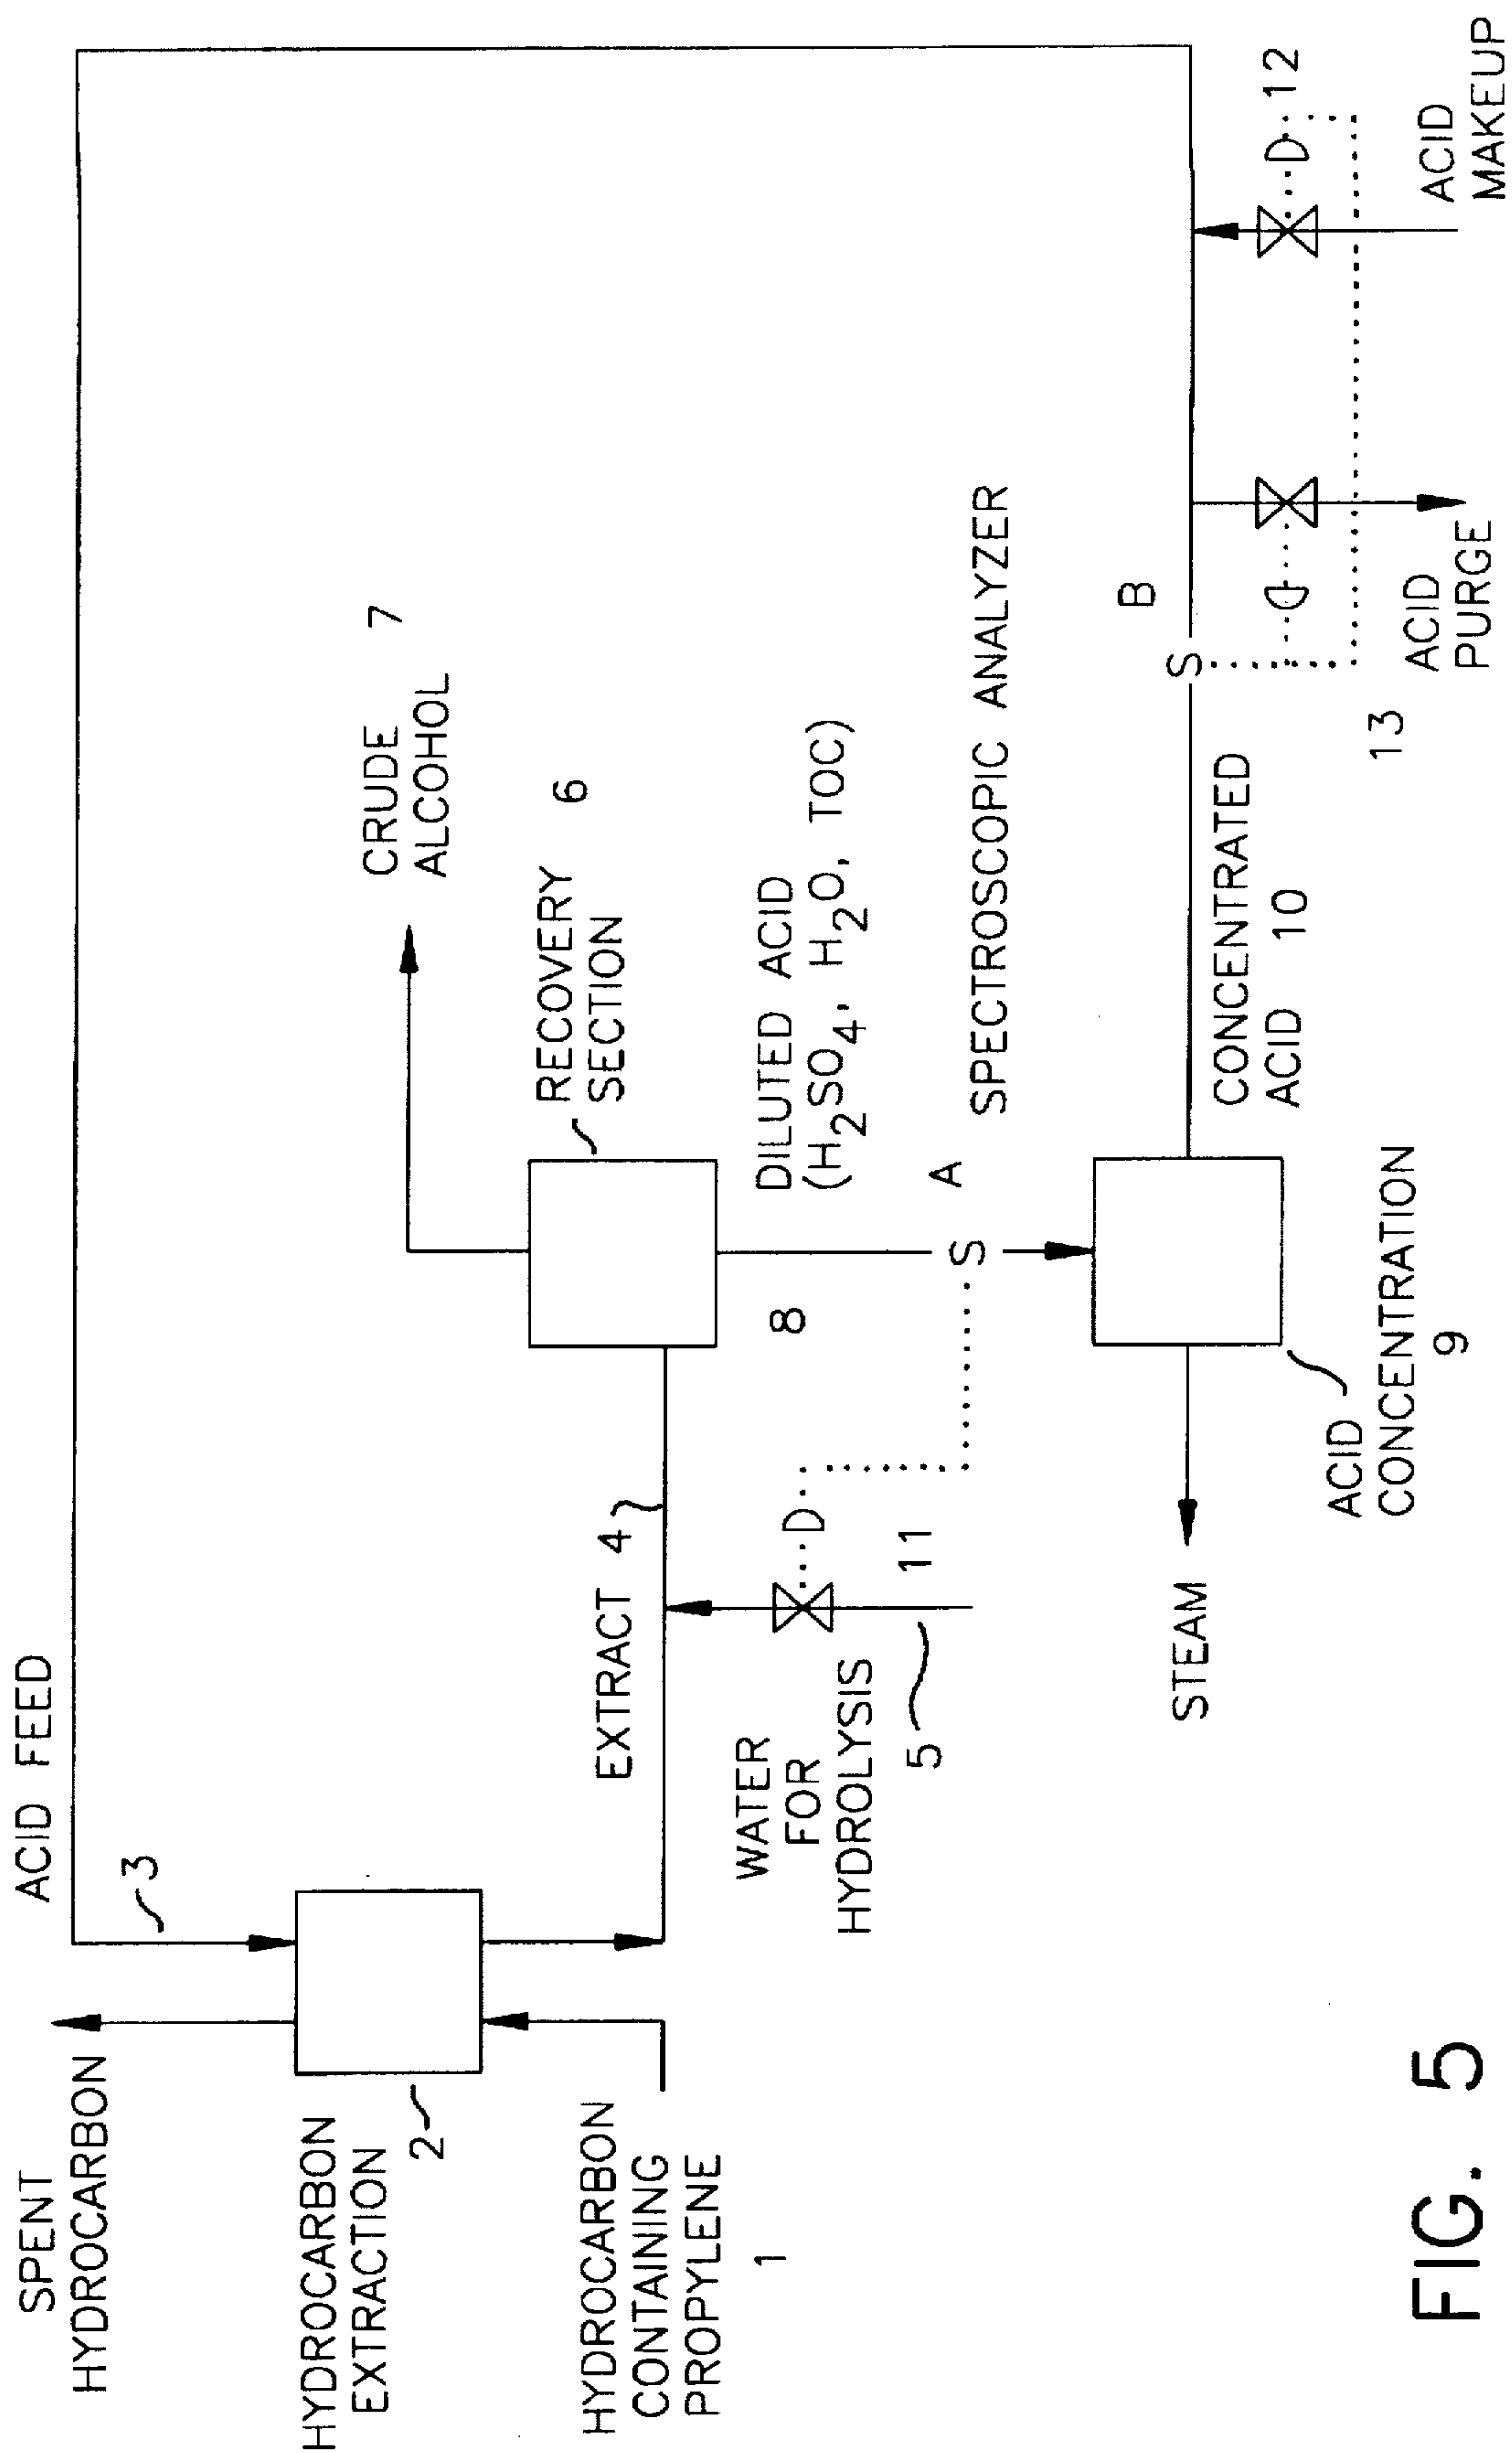 ACID FEED
SPENT
HYDROCARBON
3
HYDROCARBON
EXTRACTION
2
HYDROCARBON
CONTAINING
PROPYLENE
1
EXTRACT 4
WATER
FOR
HYDROLYSIS
5
11
D
CRUDE
ALCOHOL
7
RECOVERY
SECTION
6
DILUTED ACID
(H2SO4, H2O, TOC)
8
S
A
SPECTROSCOPIC ANALYZER
STEAM
ACID
CONCENTRATION
9
CONCENTRATED
ACID 10
S
B
13
D
ACID
PURGE
D
12
ACID
MAKEUP
FIG. 5